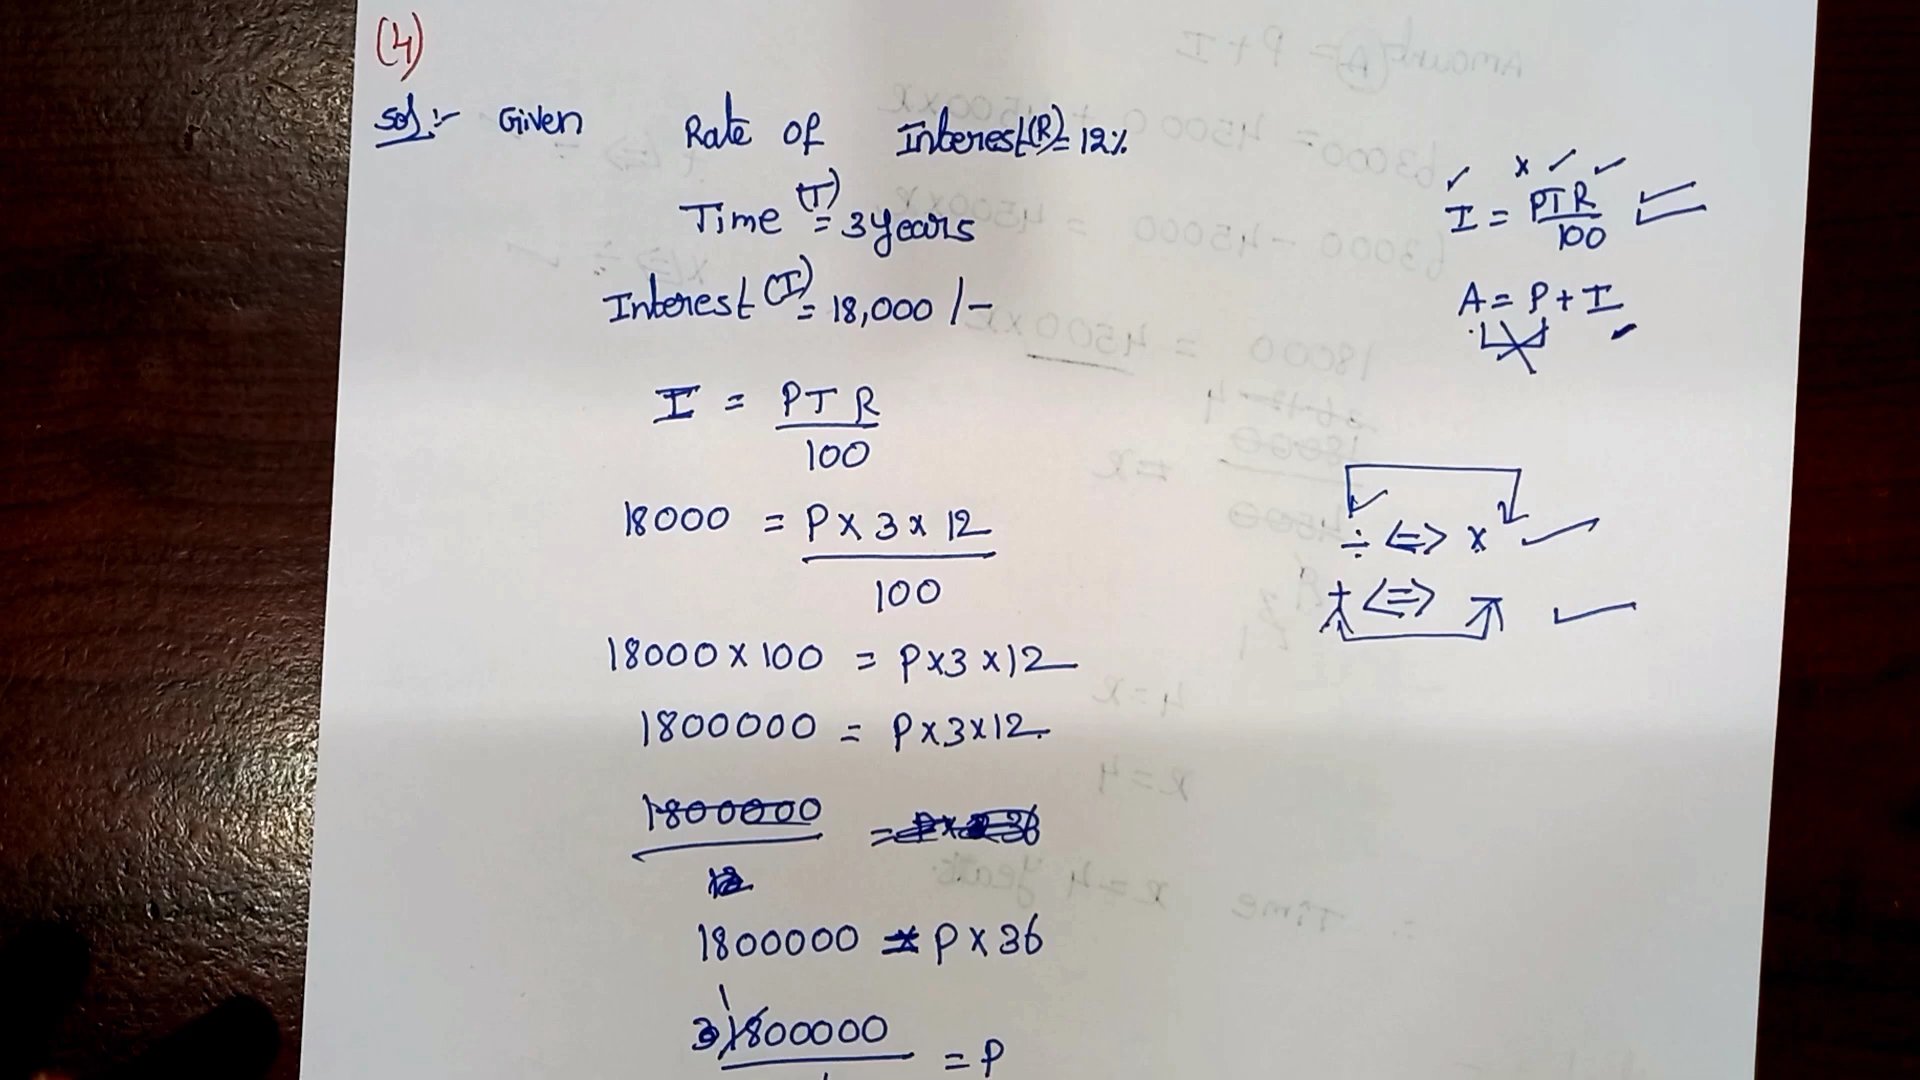 (4)
Sol:- Given Rate of Interest(R)= 12%
Time (T) = 3 years
Interest (I) = 18,000 /-
I = PTR
100
18000 = P x 3 x 12
100
18000 x 100 = P x 3 x 12
1800000 = P x 3 x 12.
1800000
1800000 = P x 36
1800000 = P
I = PTR
100
A = P + I
÷ <=> x
+ <=>